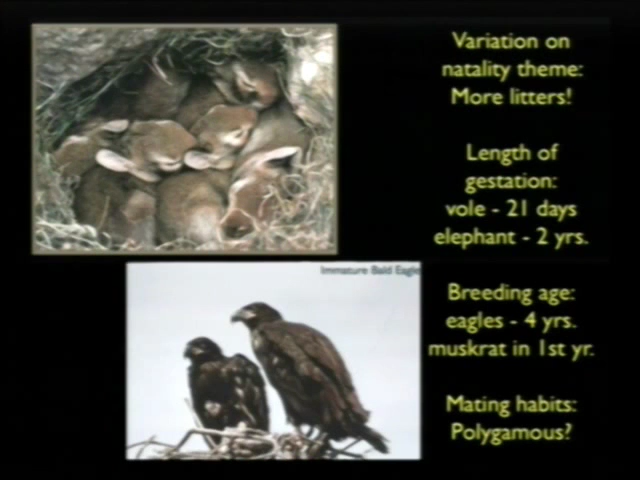 Variation on
natality theme:
More litters!
Length of
gestation:
vole - 21 days
elephant - 2 yrs.
Immature Bald Eagle
Breeding age:
eagles - 4 yrs.
muskrat in 1st yr.
Mating habits:
Polygamous?